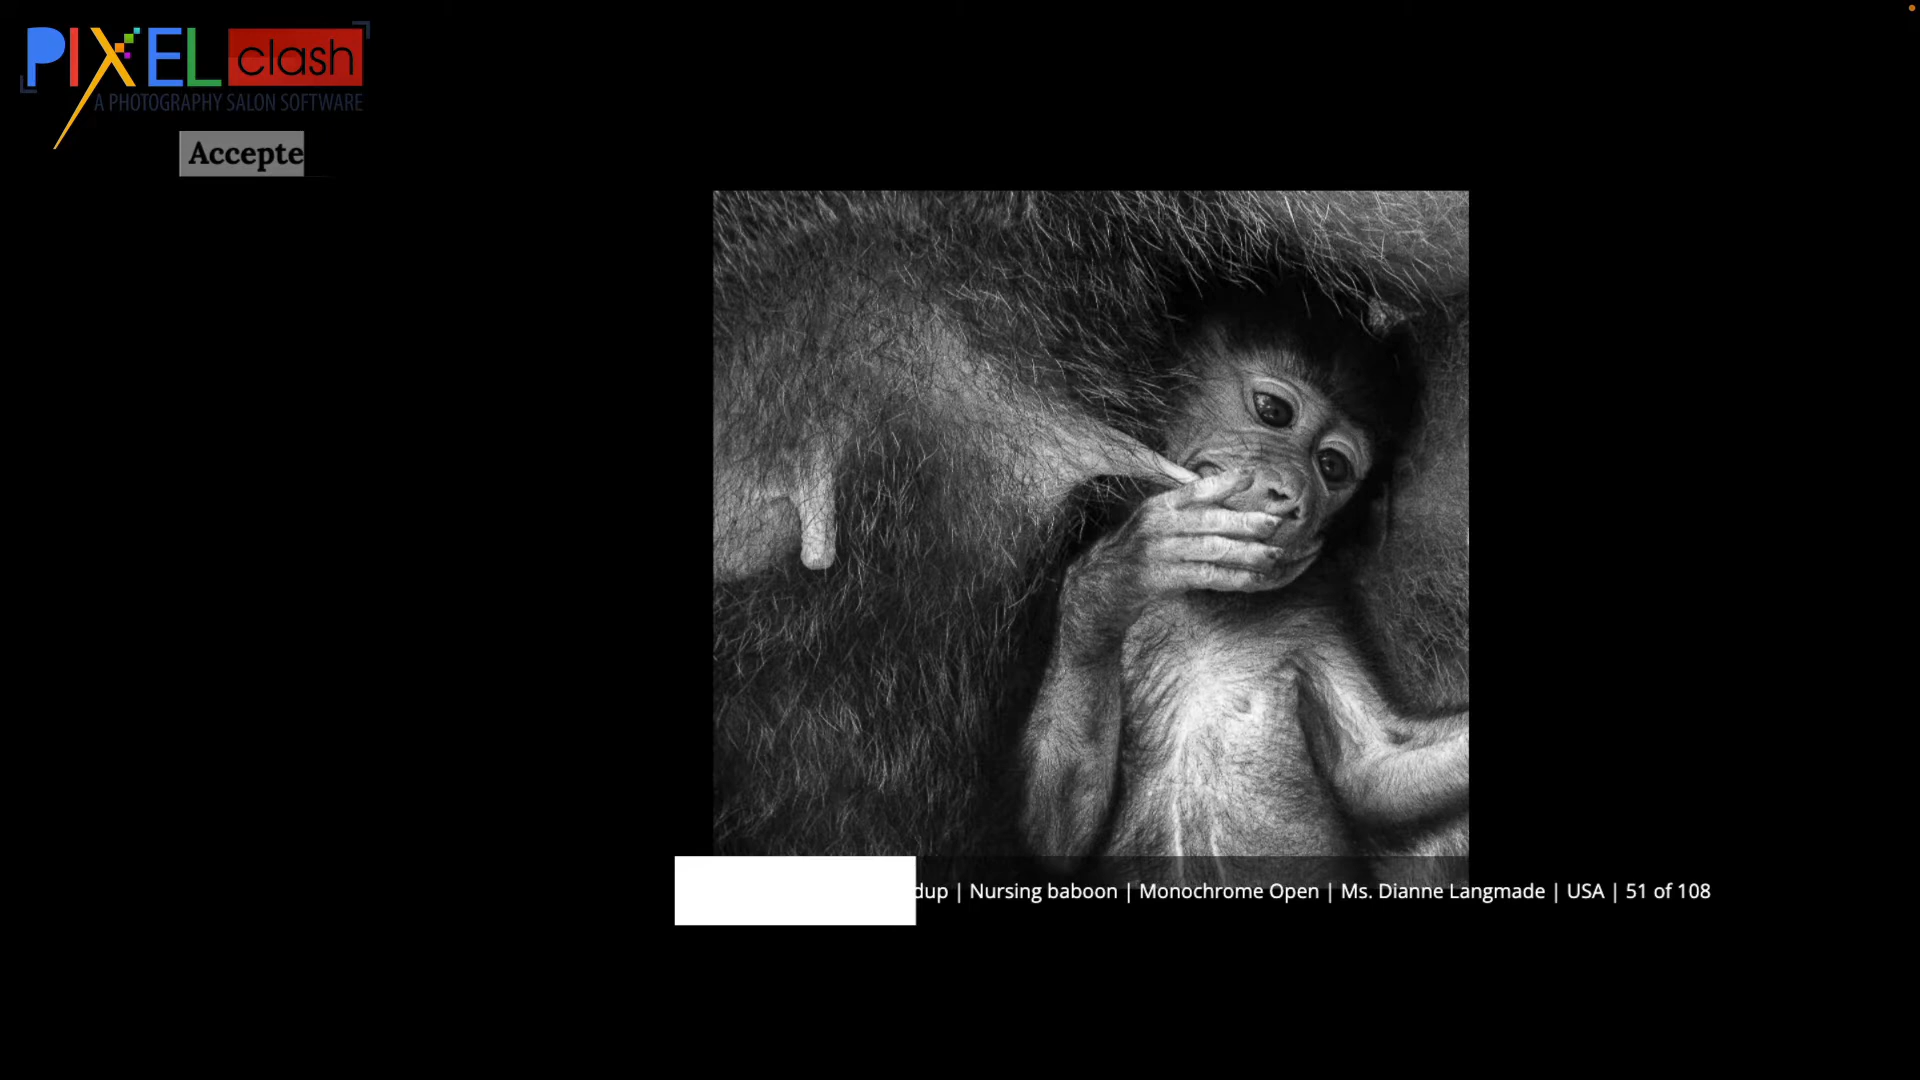 PIXEL clash
A PHOTOGRAPHY SALON SOFTWARE
Accepte
dup | Nursing baboon | Monochrome Open | Ms. Dianne Langmade | USA | 51 of 108